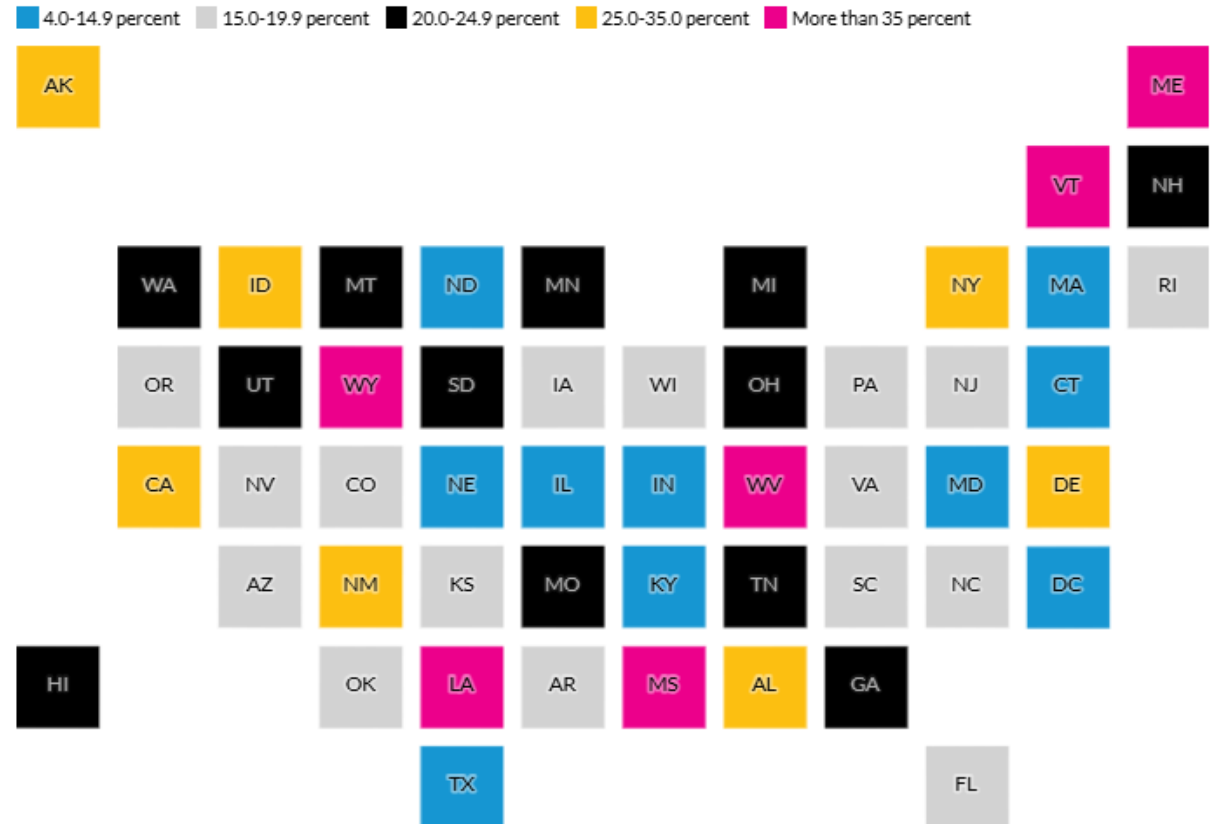 4.0-14.9 percent 15.0-19.9 percent 20.0-24.9 percent 25.0-35.0 percent More than 35 percent
AK ME
VT NH
WA ID MT ND MN MI NY MA RI
OR UT WY SD IA WI OH PA NJ CT
CA NV CO NE IL IN WV VA MD DE
AZ NM KS MO KY TN SC NC DC
HI OK LA AR MS AL GA
TX FL